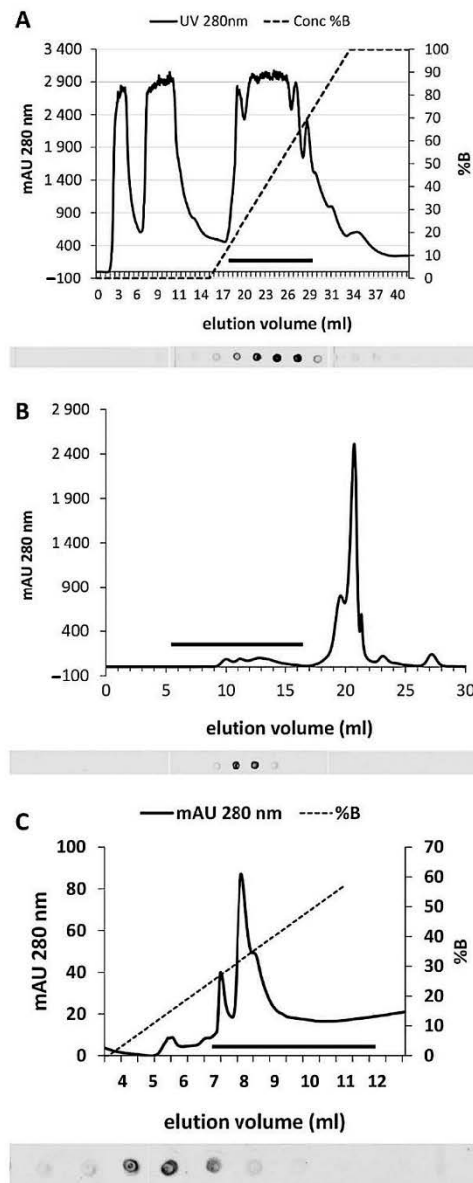 A
UV 280nm Conc %B
3 400 100
90
2 900 80
2 400 70
60
1 900 50
1 400 40
900 30
20
400 10
−100 0
mAU 280 nm
%B
0 3 6 9 11 13 15 17 20 23 25 27 29 31 34 37 40
elution volume (ml)
B
2 900
2 400
1 900
1 400
900
400
−100
mAU 280 nm
0 5 10 15 20 25 30
elution volume (ml)
C
mAU 280 nm %B
100 70
60
80 50
60 40
40 30
20
20 10
0 0
mAU 280 nm
%B
4 5 6 7 8 9 10 11 12
elution volume (ml)